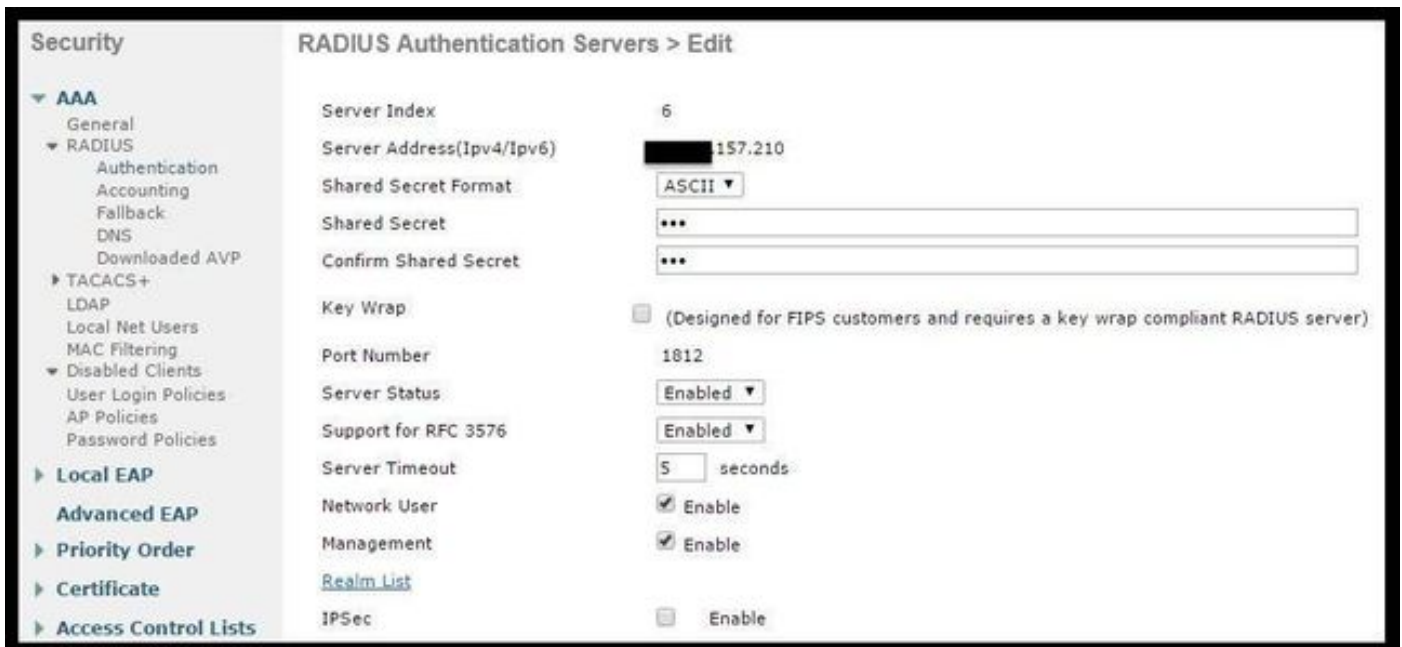 Security
AAA
General
RADIUS
Authentication
Accounting
Fallback
DNS
Downloaded AVP
TACACS+
LDAP
Local Net Users
MAC Filtering
Disabled Clients
User Login Policies
AP Policies
Password Policies
Local EAP
Advanced EAP
Priority Order
Certificate
Access Control Lists
RADIUS Authentication Servers > Edit
Server Index 6
Server Address(Ipv4/Ipv6) .157.210
Shared Secret Format ASCII
Shared Secret •••
Confirm Shared Secret •••
Key Wrap (Designed for FIPS customers and requires a key wrap compliant RADIUS server)
Port Number 1812
Server Status Enabled
Support for RFC 3576 Enabled
Server Timeout 5 seconds
Network User Enable
Management Enable
Realm List
IPSec Enable